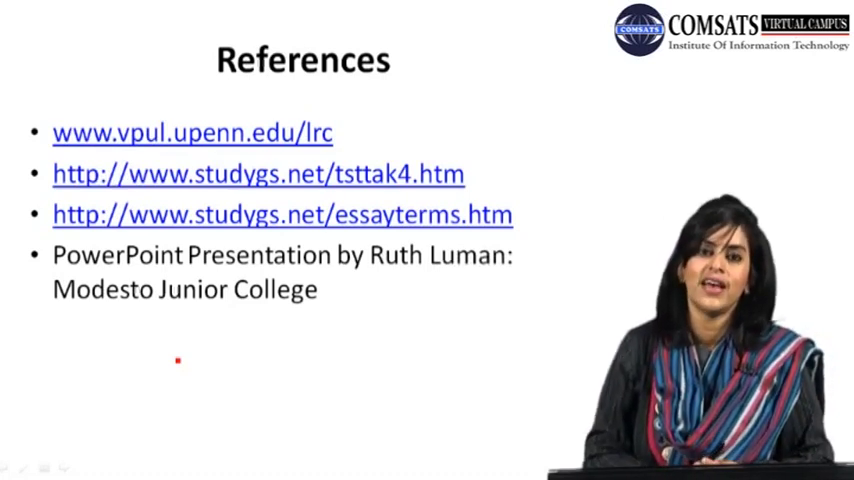 COMSATS VIRTUAL CAMPUS
COMSATS
Institute Of Information Technology
References
• www.vpul.upenn.edu/lrc
• http://www.studygs.net/tsttak4.htm
• http://www.studygs.net/essayterms.htm
• PowerPoint Presentation by Ruth Luman:
Modesto Junior College